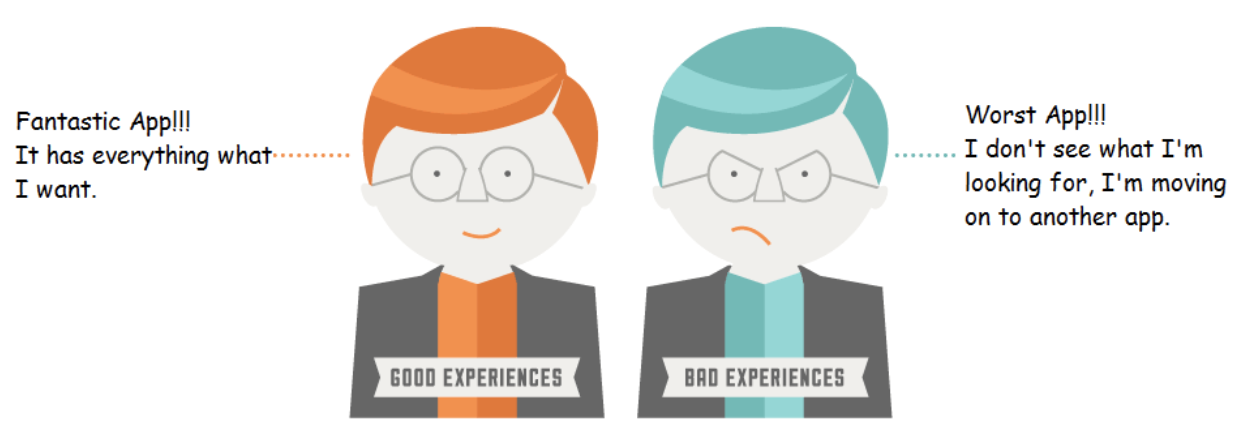 Fantastic App!!!
It has everything what
I want.
Worst App!!!
I don't see what I'm
looking for, I'm moving
on to another app.
GOOD EXPERIENCES
BAD EXPERIENCES